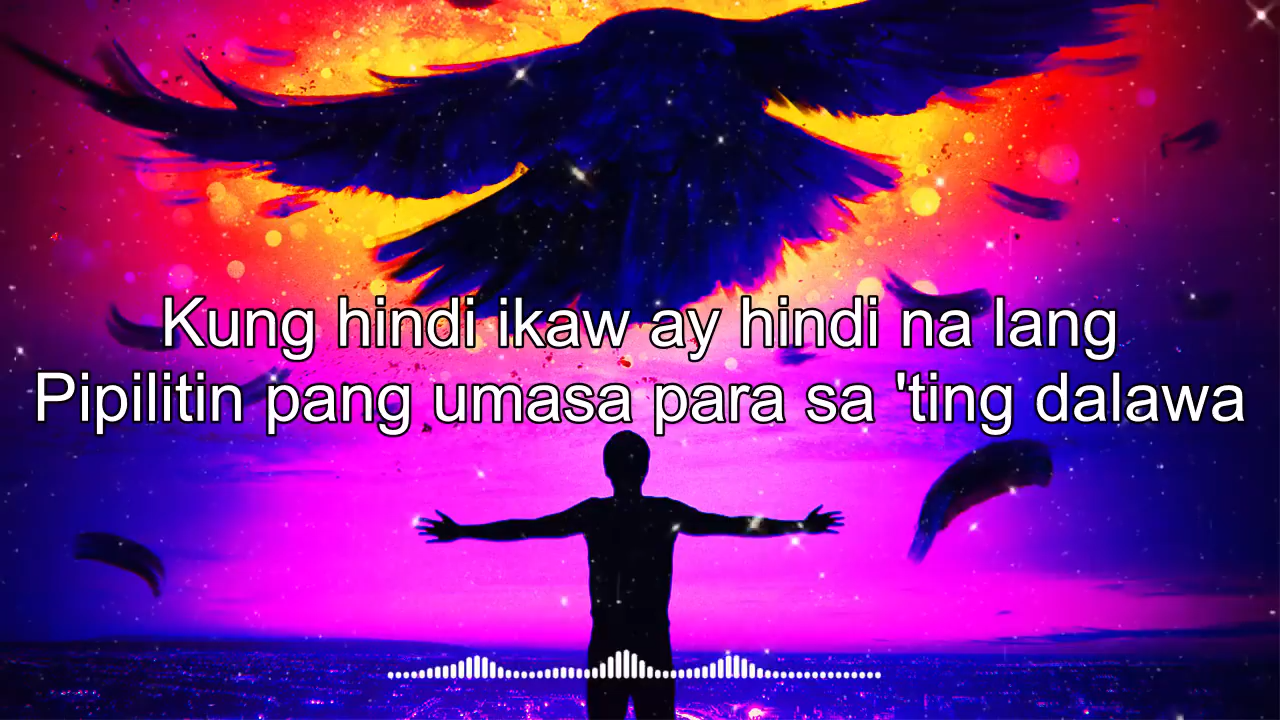 Kung hindi ikaw ay hindi na lang
Pipilitin pang umasa para sa 'ting dalawa